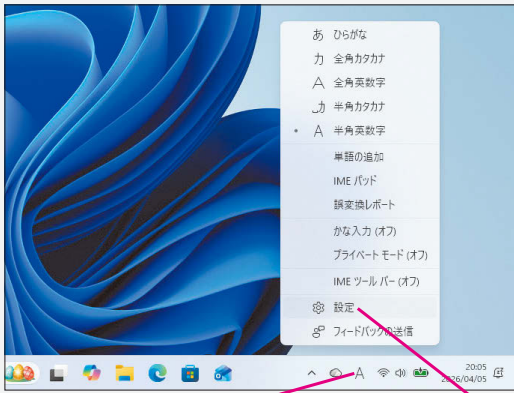 あ ひらがな
カ 全角カタカナ
A 全角英数字
カ 半角カタカナ
A 半角英数字
単語の追加
IME パッド
誤変換レポート
かな入力 (オフ)
プライベート モード (オフ)
IME ツール バー (オフ)
設定
フィードバックの送信
A
20:05
2026/04/05